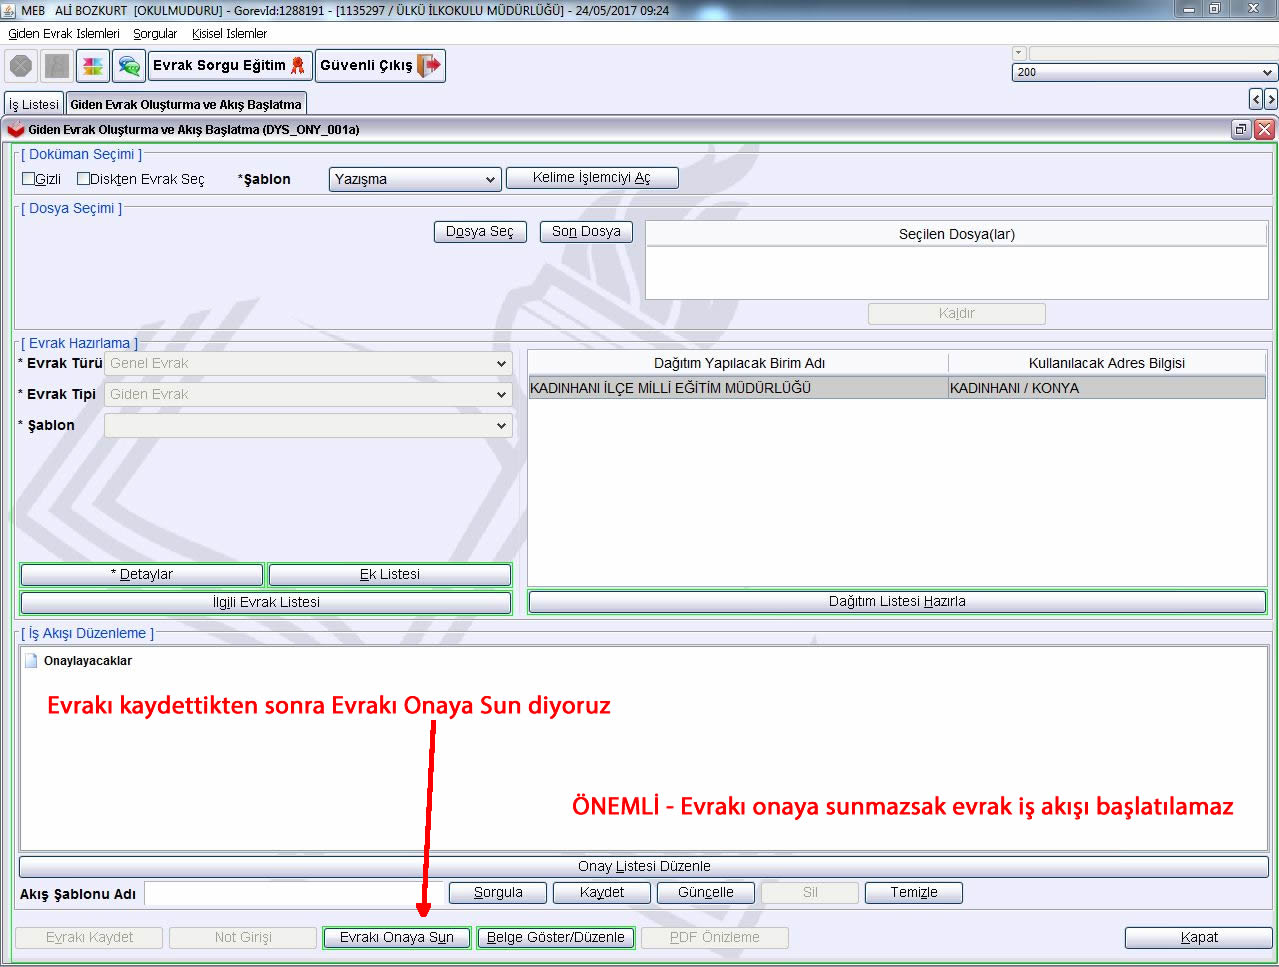 MEB ALİ BOZKURT [OKULMUDURU] - GorevId:1288191 - [1135297 / ÜLKÜ İLKOKULU MÜDÜRLÜĞÜ] - 24/05/2017 09:24
Giden Evrak Islemleri Sorgular Kisisel Islemler
Evrak Sorgu Eğitim Güvenli Çıkış
200
İş Listesi Giden Evrak Oluşturma ve Akış Başlatma
Giden Evrak Oluşturma ve Akış Başlatma (DYS_ONY_001a)
[ Doküman Seçimi ]
Gizli Diskten Evrak Seç *Şablon Yazışma Kelime İşlemciyi Aç
[ Dosya Seçimi ]
Dosya Seç Son Dosya Seçilen Dosya(lar)
Kaldır
[ Evrak Hazırlama ]
* Evrak Türü Genel Evrak Dağıtım Yapılacak Birim Adı Kullanılacak Adres Bilgisi
KADINHANI İLÇE MİLLİ EĞİTİM MÜDÜRLÜĞÜ KADINHANI / KONYA
* Evrak Tipi Giden Evrak
* Şablon
* Detaylar Ek Listesi
İlgili Evrak Listesi Dağıtım Listesi Hazırla
[ İş Akışı Düzenleme ]
Onaylayacaklar
Evrakı kaydettikten sonra Evrakı Onaya Sun diyoruz
ÖNEMLİ - Evrakı onaya sunmazsak evrak iş akışı başlatılamaz
Onay Listesi Düzenle
Akış Şablonu Adı Sorgula Kaydet Güncelle Sil Temizle
Evrakı Kaydet Not Girişi Evrakı Onaya Sun Belge Göster/Düzenle PDF Önizleme Kapat